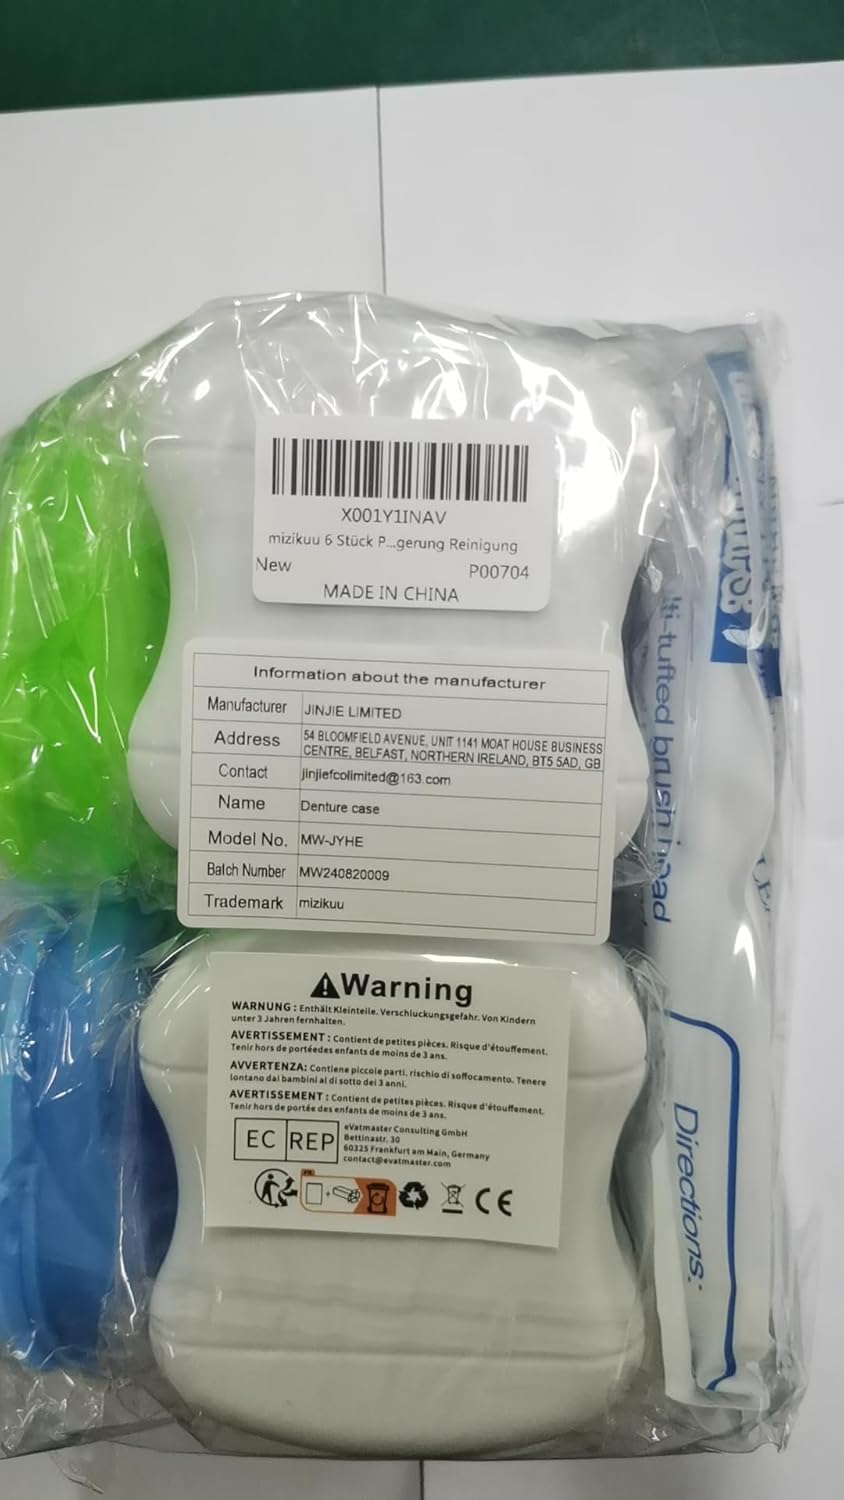 X001Y1INAV
mizikuu 6 Stück P...gerung Reinigung
New P00704
MADE IN CHINA
Information about the manufacturer
Manufacturer JINJIE LIMITED
Address 54 BLOOMFIELD AVENUE, UNIT 1141 MOAT HOUSE BUSINESS
CENTRE, BELFAST, NORTHERN IRELAND, BT5 5AD, GB
Contact jinjiefcolimited@163.com
Name Denture case
Model No. MW-JYHE
Batch Number MW240820009
Trademark mizikuu
Warning
WARNUNG : Enthält Kleinteile. Verschluckungsgefahr. Von Kindern
unter 3 Jahren fernhalten.
AVERTISSEMENT : Contient de petites pièces. Risque d'étouffement.
Tenir hors de portéedes enfants de moins de 3 ans.
AVVERTENZA: Contiene piccole parti. rischio di soffocamento. Tenere
lontano dai bambini al di sotto dei 3 anni.
AVERTISSEMENT : Contient de petites pièces. Risque d'étouffement.
Tenir hors de portée des enfants de moins de 3 ans.
EC REP
eVatmaster Consulting GmbH
Bettinastr. 30
60325 Frankfurt am Main, Germany
contact@evatmaster.com
CE
lti-tufted brush head
Directions: